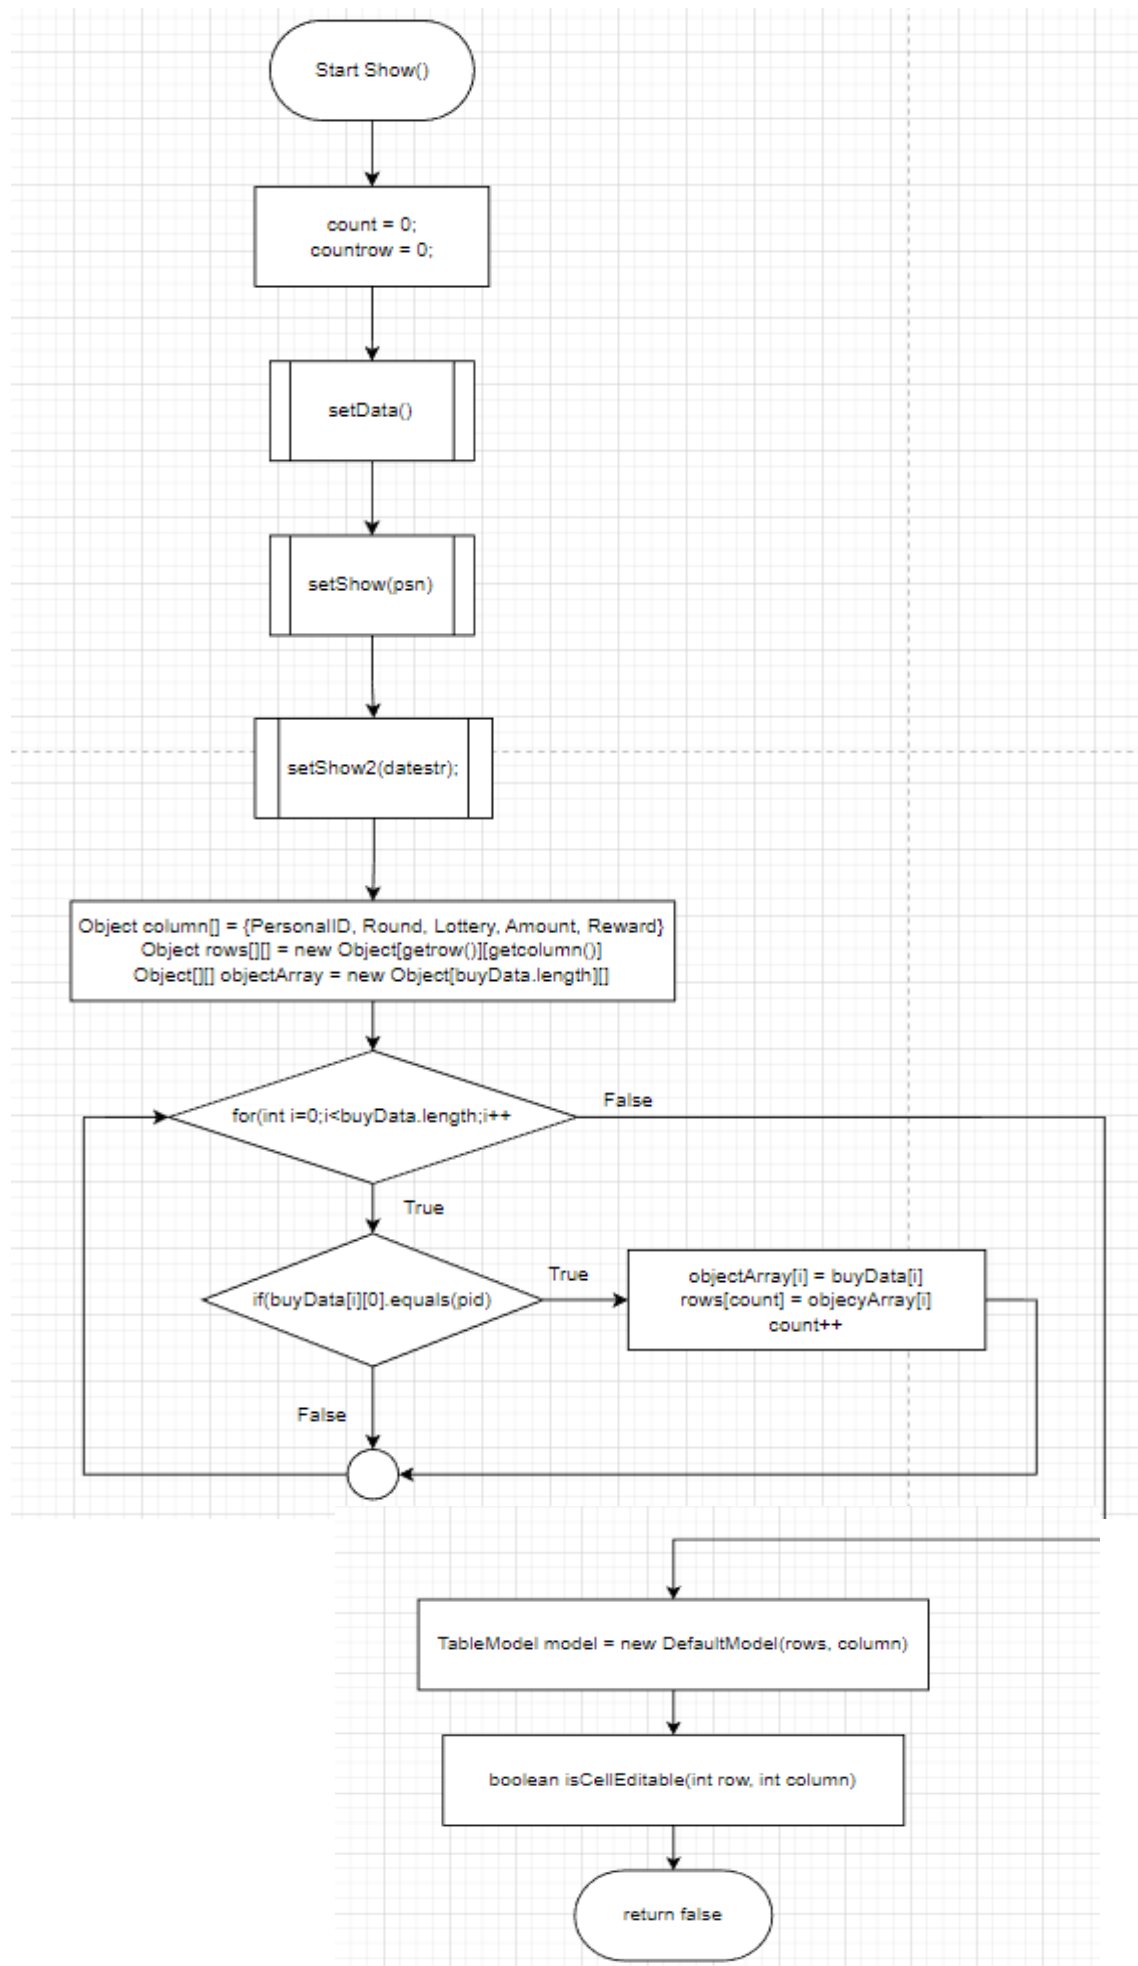 Start Show()
count = 0;
countrow = 0;
setData()
setShow(psn)
setShow2(datestr);
Object column[] = {PersonalID, Round, Lottery, Amount, Reward}
Object rows[][] = new Object[getrow()][getcolumn()]
Object[][] objectArray = new Object[buyData.length][]
for(int i=0;i<buyData.length;i++
False
True
if(buyData[i][0].equals(pid)
True
objectArray[i] = buyData[i]
rows[count] = objecyArray[i]
count++
False
TableModel model = new DefaultModel(rows, column)
boolean isCellEditable(int row, int column)
return false